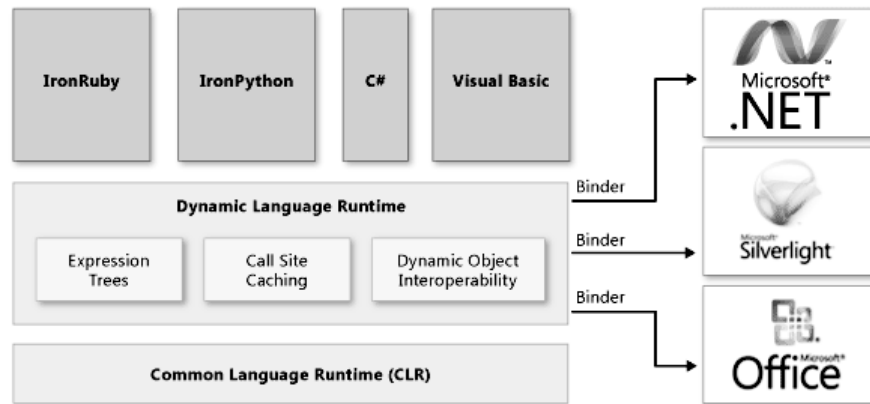 IronRuby
IronPython
C#
Visual Basic
Dynamic Language Runtime
Expression
Trees
Call Site
Caching
Dynamic Object
Interoperability
Common Language Runtime (CLR)
Binder
Binder
Binder
Microsoft®
.NET
Microsoft®
Silverlight
Microsoft®
Office